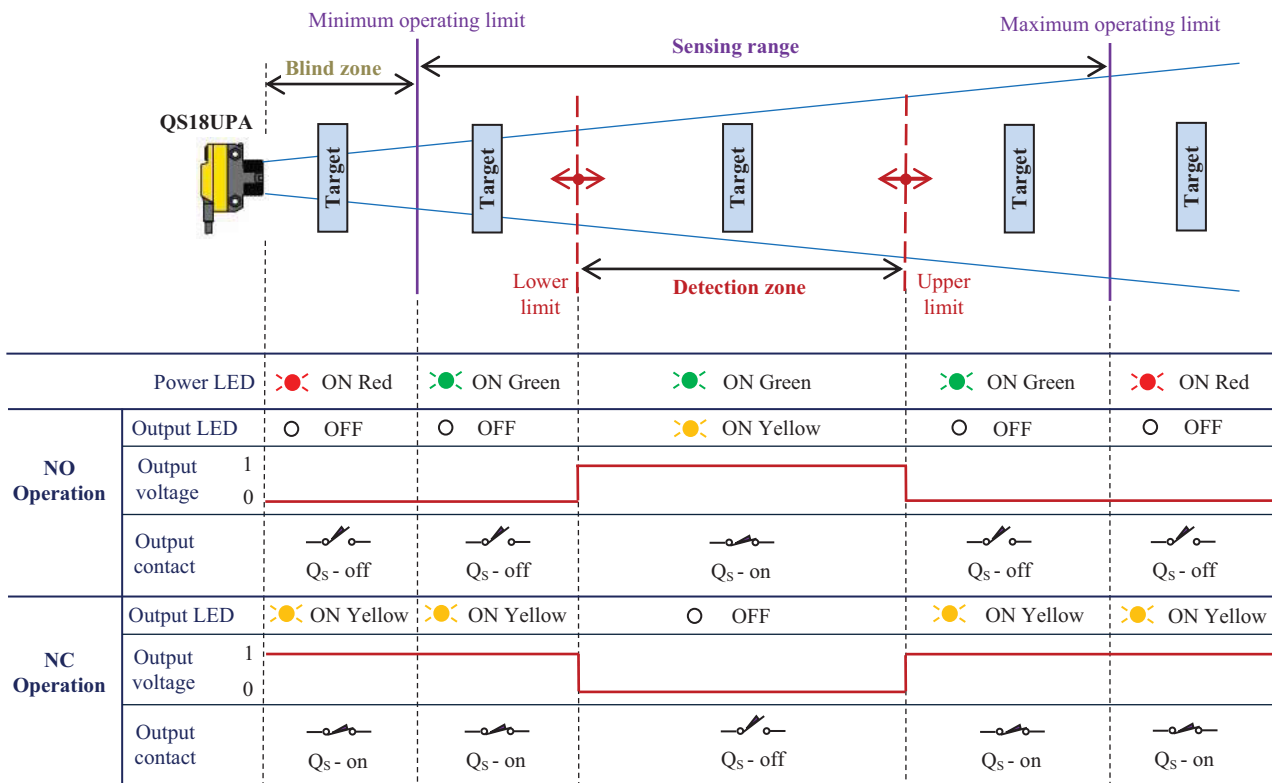 Minimum operating limit
Maximum operating limit
Sensing range
Blind zone
QS18UPA
Target
Target
Target
Target
Target
Lower
limit
Detection zone
Upper
limit
Power LED
ON Red
ON Green
ON Green
ON Green
ON Red
NO
Operation
Output LED
OFF
OFF
ON Yellow
OFF
OFF
Output
voltage
1
0
Output
contact
QS - off
QS - off
QS - on
QS - off
QS - off
NC
Operation
Output LED
ON Yellow
ON Yellow
OFF
ON Yellow
ON Yellow
Output
voltage
1
0
Output
contact
QS - on
QS - on
QS - off
QS - on
QS - on